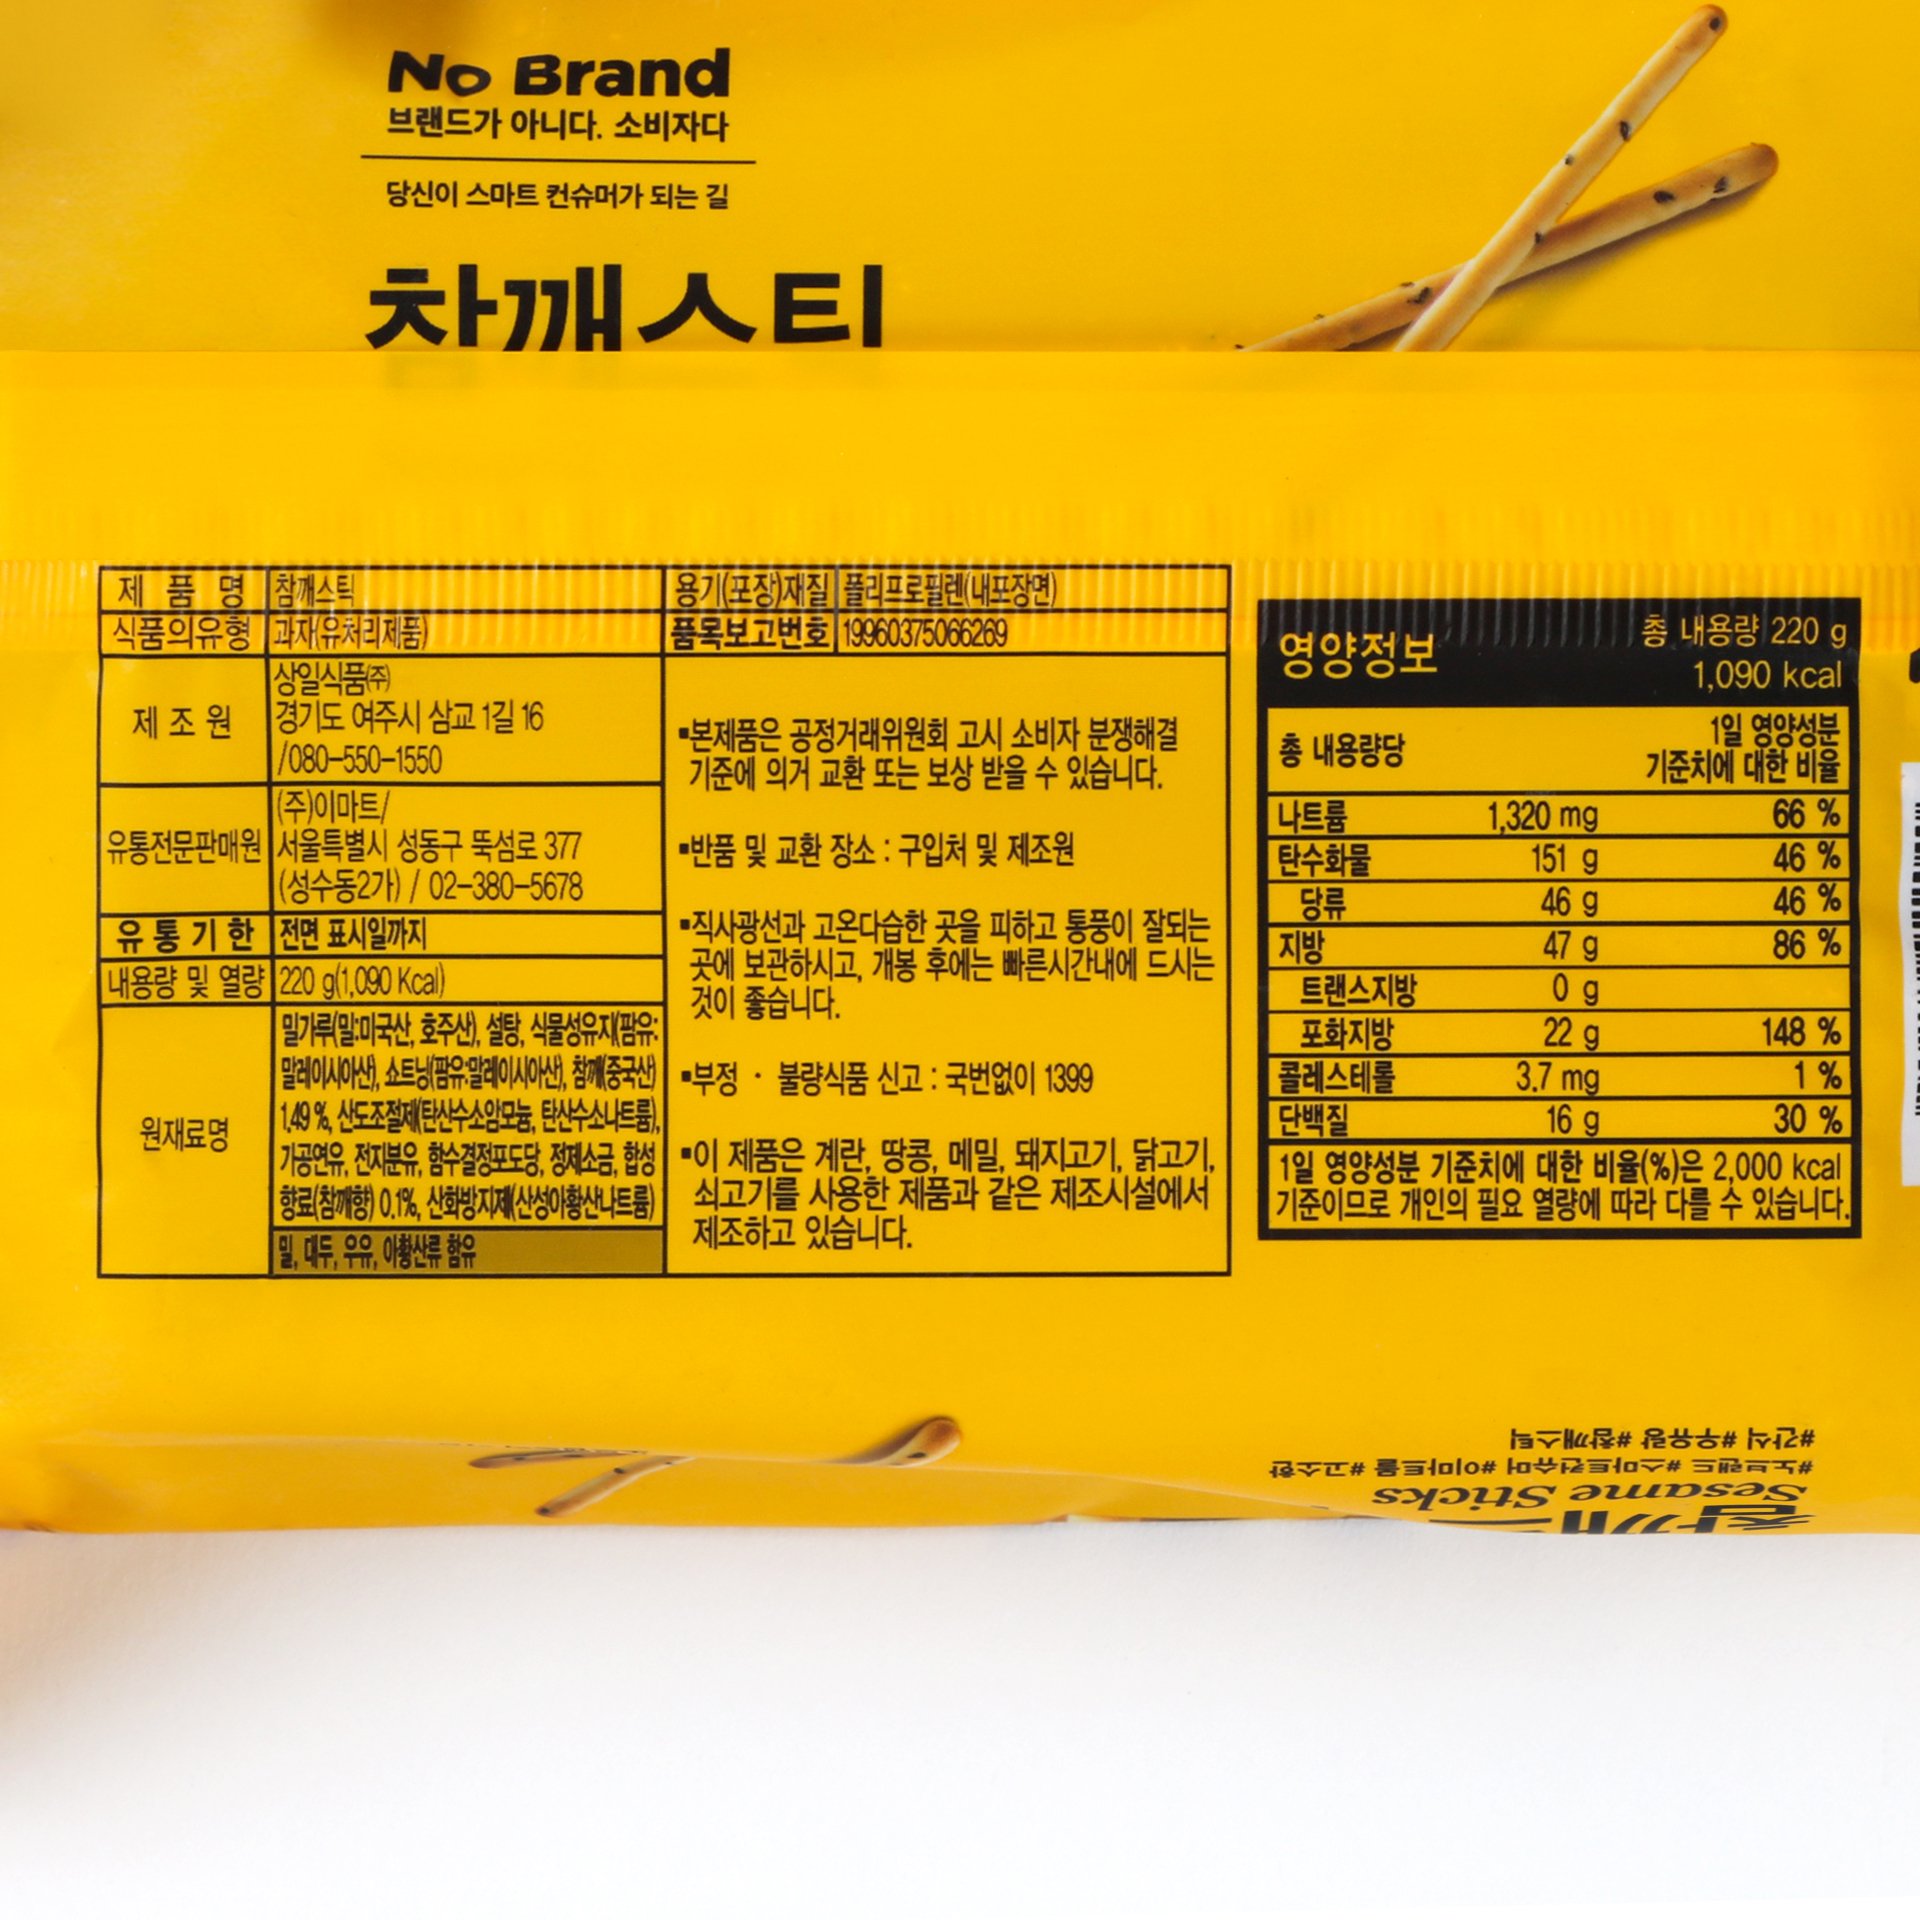 No Brand
브랜드가 아니다. 소비자다
당신이 스마트 컨슈머가 되는 길
참깨스틱
제 품 명 참깨스틱
식품의유형 과자(유처리제품)
제 조 원
상일식품㈜
경기도 여주시 삼교 1길 16
/080-550-1550
유통전문판매원
(주)이마트/
서울특별시 성동구 뚝섬로 377
(성수동2가) / 02-380-5678
유 통 기 한 전면 표시일까지
내용량 및 열량 220 g(1,090 Kcal)
원재료명
밀가루(밀:미국산, 호주산), 설탕, 식물성유지(팜유:
말레이시아산), 쇼트닝(팜유:말레이시아산), 참깨(중국산)
1.49 %, 산도조절제(탄산수소암모늄, 탄산수소나트륨),
가공연유, 전지분유, 함수결정포도당, 정제소금, 합성
향료(참깨향) 0.1%, 산화방지제(산성아황산나트륨)
밀, 대두, 우유, 아황산류 함유
용기(포장)재질 폴리프로필렌(내포장면)
품목보고번호 19960375066269
▪본제품은 공정거래위원회 고시 소비자 분쟁해결
기준에 의거 교환 또는 보상 받을 수 있습니다.
▪반품 및 교환 장소 : 구입처 및 제조원
▪직사광선과 고온다습한 곳을 피하고 통풍이 잘되는
곳에 보관하시고, 개봉 후에는 빠른시간내에 드시는
것이 좋습니다.
▪부정 · 불량식품 신고 : 국번없이 1399
▪이 제품은 계란, 땅콩, 메밀, 돼지고기, 닭고기,
쇠고기를 사용한 제품과 같은 제조시설에서
제조하고 있습니다.
영양정보
총 내용량 220 g
1,090 kcal
총 내용량당
1일 영양성분
기준치에 대한 비율
나트륨 1,320 mg 66 %
탄수화물 151 g 46 %
당류 46 g 46 %
지방 47 g 86 %
트랜스지방 0 g
포화지방 22 g 148 %
콜레스테롤 3.7 mg 1 %
단백질 16 g 30 %
1일 영양성분 기준치에 대한 비율(%)은 2,000 kcal
기준이므로 개인의 필요 열량에 따라 다를 수 있습니다.
Sesame Sticks
#노브랜드 #스마트컨슈머 #이마트몰 #고소한
#간식 #우유랑 #참깨스틱